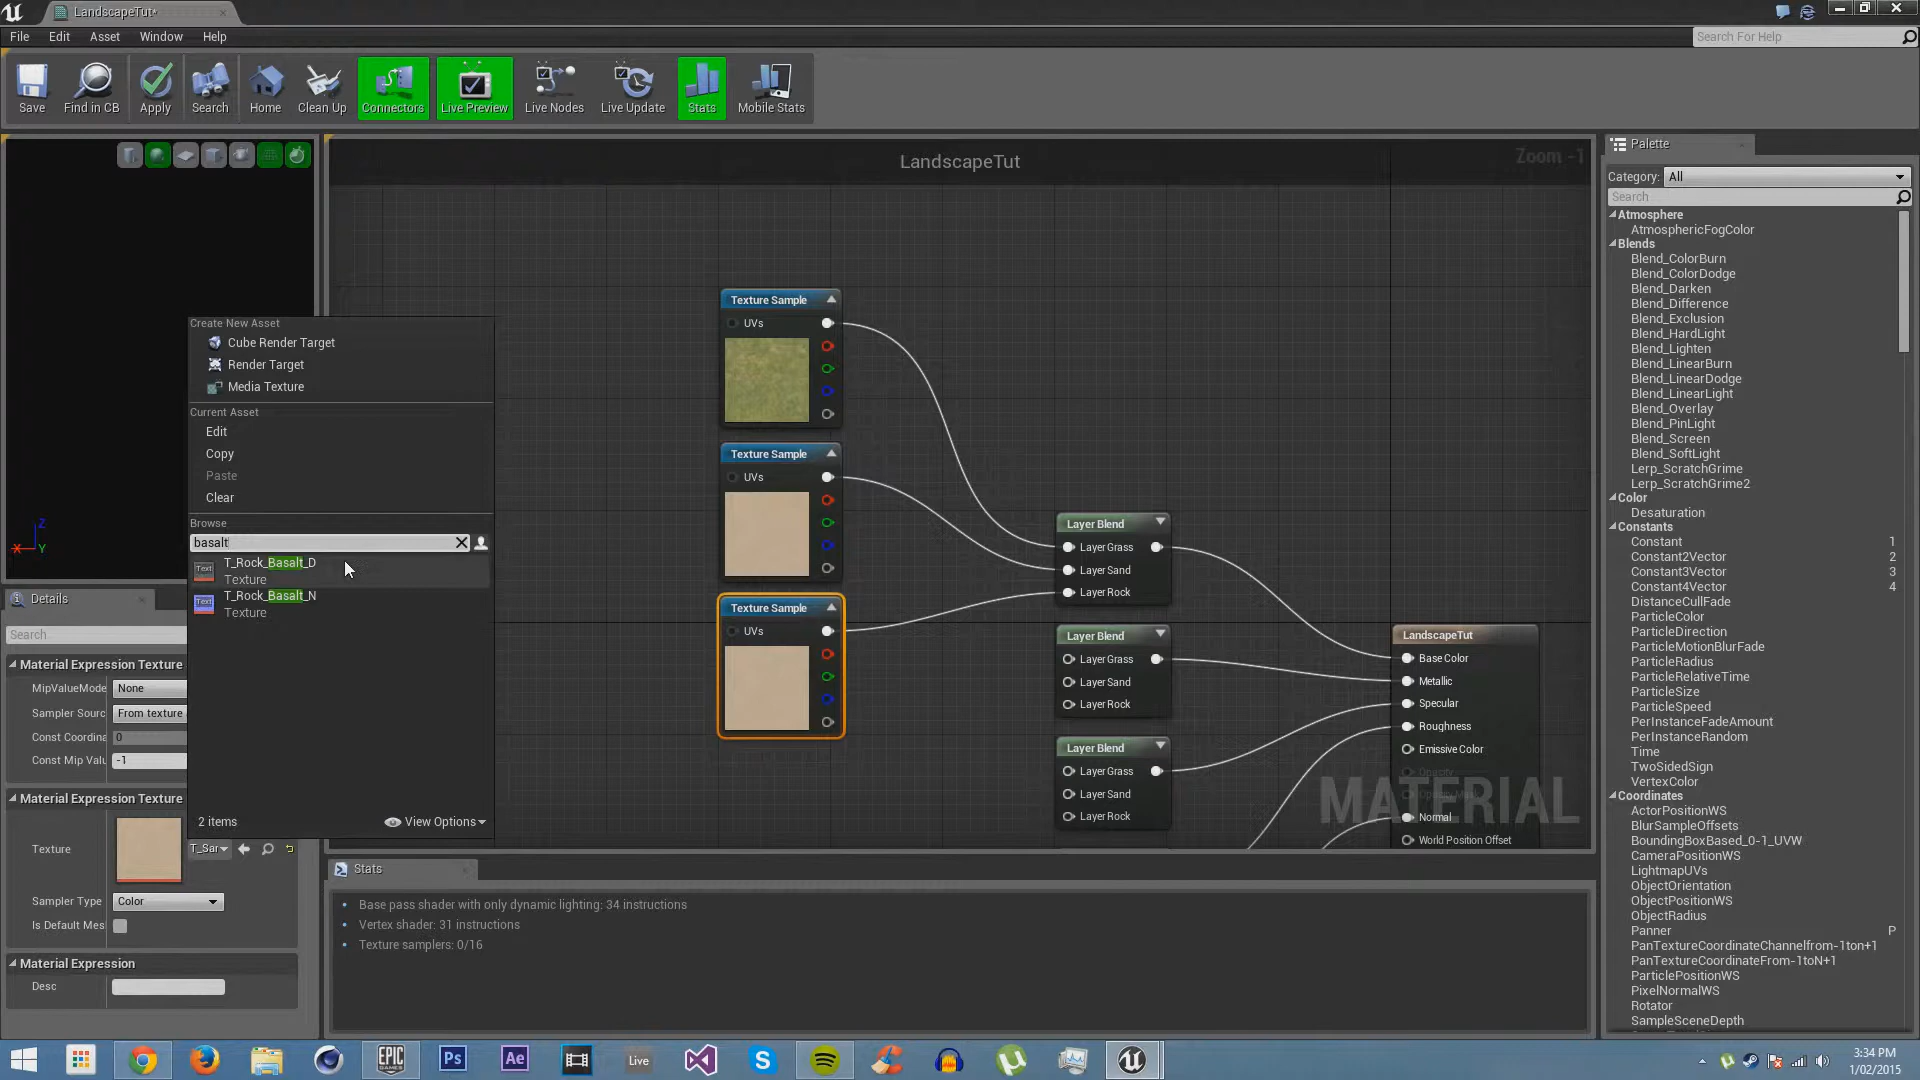 LandscapeTut*
File Edit Asset Window Help
Search For Help
Save Find in CB Apply Search Home Clean Up Connectors Live Preview Live Nodes Live Update Stats Mobile Stats
LandscapeTut
Zoom -1
Create New Asset
Cube Render Target
Render Target
Media Texture
Current Asset
Edit
Copy
Paste
Clear
Browse
basalt
Text
T_Rock_Basalt_D
Texture
Text
T_Rock_Basalt_N
Texture
2 items
View Options
Z
X
Y
Details
Search
Material Expression Texture
MipValueMode
None
Sampler Sourc
From texture
Const Coordina
0
Const Mip Valu
-1
Material Expression Texture
Texture
T_San
Sampler Type
Color
Is Default Mes
Material Expression
Desc
Texture Sample
UVs
Texture Sample
UVs
Texture Sample
UVs
Layer Blend
Layer Grass
Layer Sand
Layer Rock
Layer Blend
Layer Grass
Layer Sand
Layer Rock
Layer Blend
Layer Grass
Layer Sand
Layer Rock
LandscapeTut
Base Color
Metallic
Specular
Roughness
Emissive Color
Opacity
Opacity Mask
Normal
World Position Offset
MATERIAL
Stats
Base pass shader with only dynamic lighting: 34 instructions
Vertex shader: 31 instructions
Texture samplers: 0/16
Palette
Category:
All
Search
Atmosphere
AtmosphericFogColor
Blends
Blend_ColorBurn
Blend_ColorDodge
Blend_Darken
Blend_Difference
Blend_Exclusion
Blend_HardLight
Blend_Lighten
Blend_LinearBurn
Blend_LinearDodge
Blend_LinearLight
Blend_Overlay
Blend_PinLight
Blend_Screen
Blend_SoftLight
Lerp_ScratchGrime
Lerp_ScratchGrime2
Color
Desaturation
Constants
Constant 1
Constant2Vector 2
Constant3Vector 3
Constant4Vector 4
DistanceCullFade
ParticleColor
ParticleDirection
ParticleMotionBlurFade
ParticleRadius
ParticleRelativeTime
ParticleSize
ParticleSpeed
PerInstanceFadeAmount
PerInstanceRandom
Time
TwoSidedSign
VertexColor
Coordinates
ActorPositionWS
BlurSampleOffsets
BoundingBoxBased_0-1_UVW
CameraPositionWS
LightmapUVs
ObjectOrientation
ObjectPositionWS
ObjectRadius
Panner P
PanTextureCoordinateChannelfrom-1ton+1
PanTextureCoordinateFrom-1toN+1
ParticlePositionWS
PixelNormalWS
Rotator
SampleSceneDepth
EPIC GAMES
Ps
Ae
Live
3:34 PM
1/02/2015